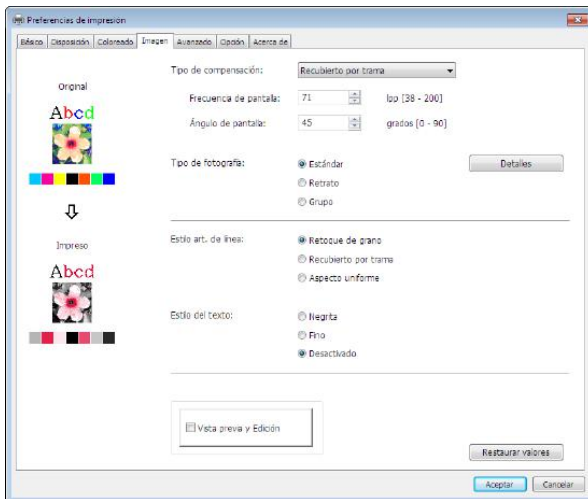 Preferencias de impresión
Básico Disposición Coloreado Imagen Avanzado Opción Acerca de
Original
Abcd
Impreso
Abcd
Tipo de compensación: Recubierto por trama
Frecuencia de pantalla: 71 lpp [38 - 200]
Ángulo de pantalla: 45 grados [0 - 90]
Tipo de fotografía: Estándar Detalles
Retrato
Grupo
Estilo art. de línea: Retoque de grano
Recubierto por trama
Aspecto uniforme
Estilo del texto: Negrita
Fino
Desactivado
Vista previa y Edición
Restaurar valores
Aceptar Cancelar